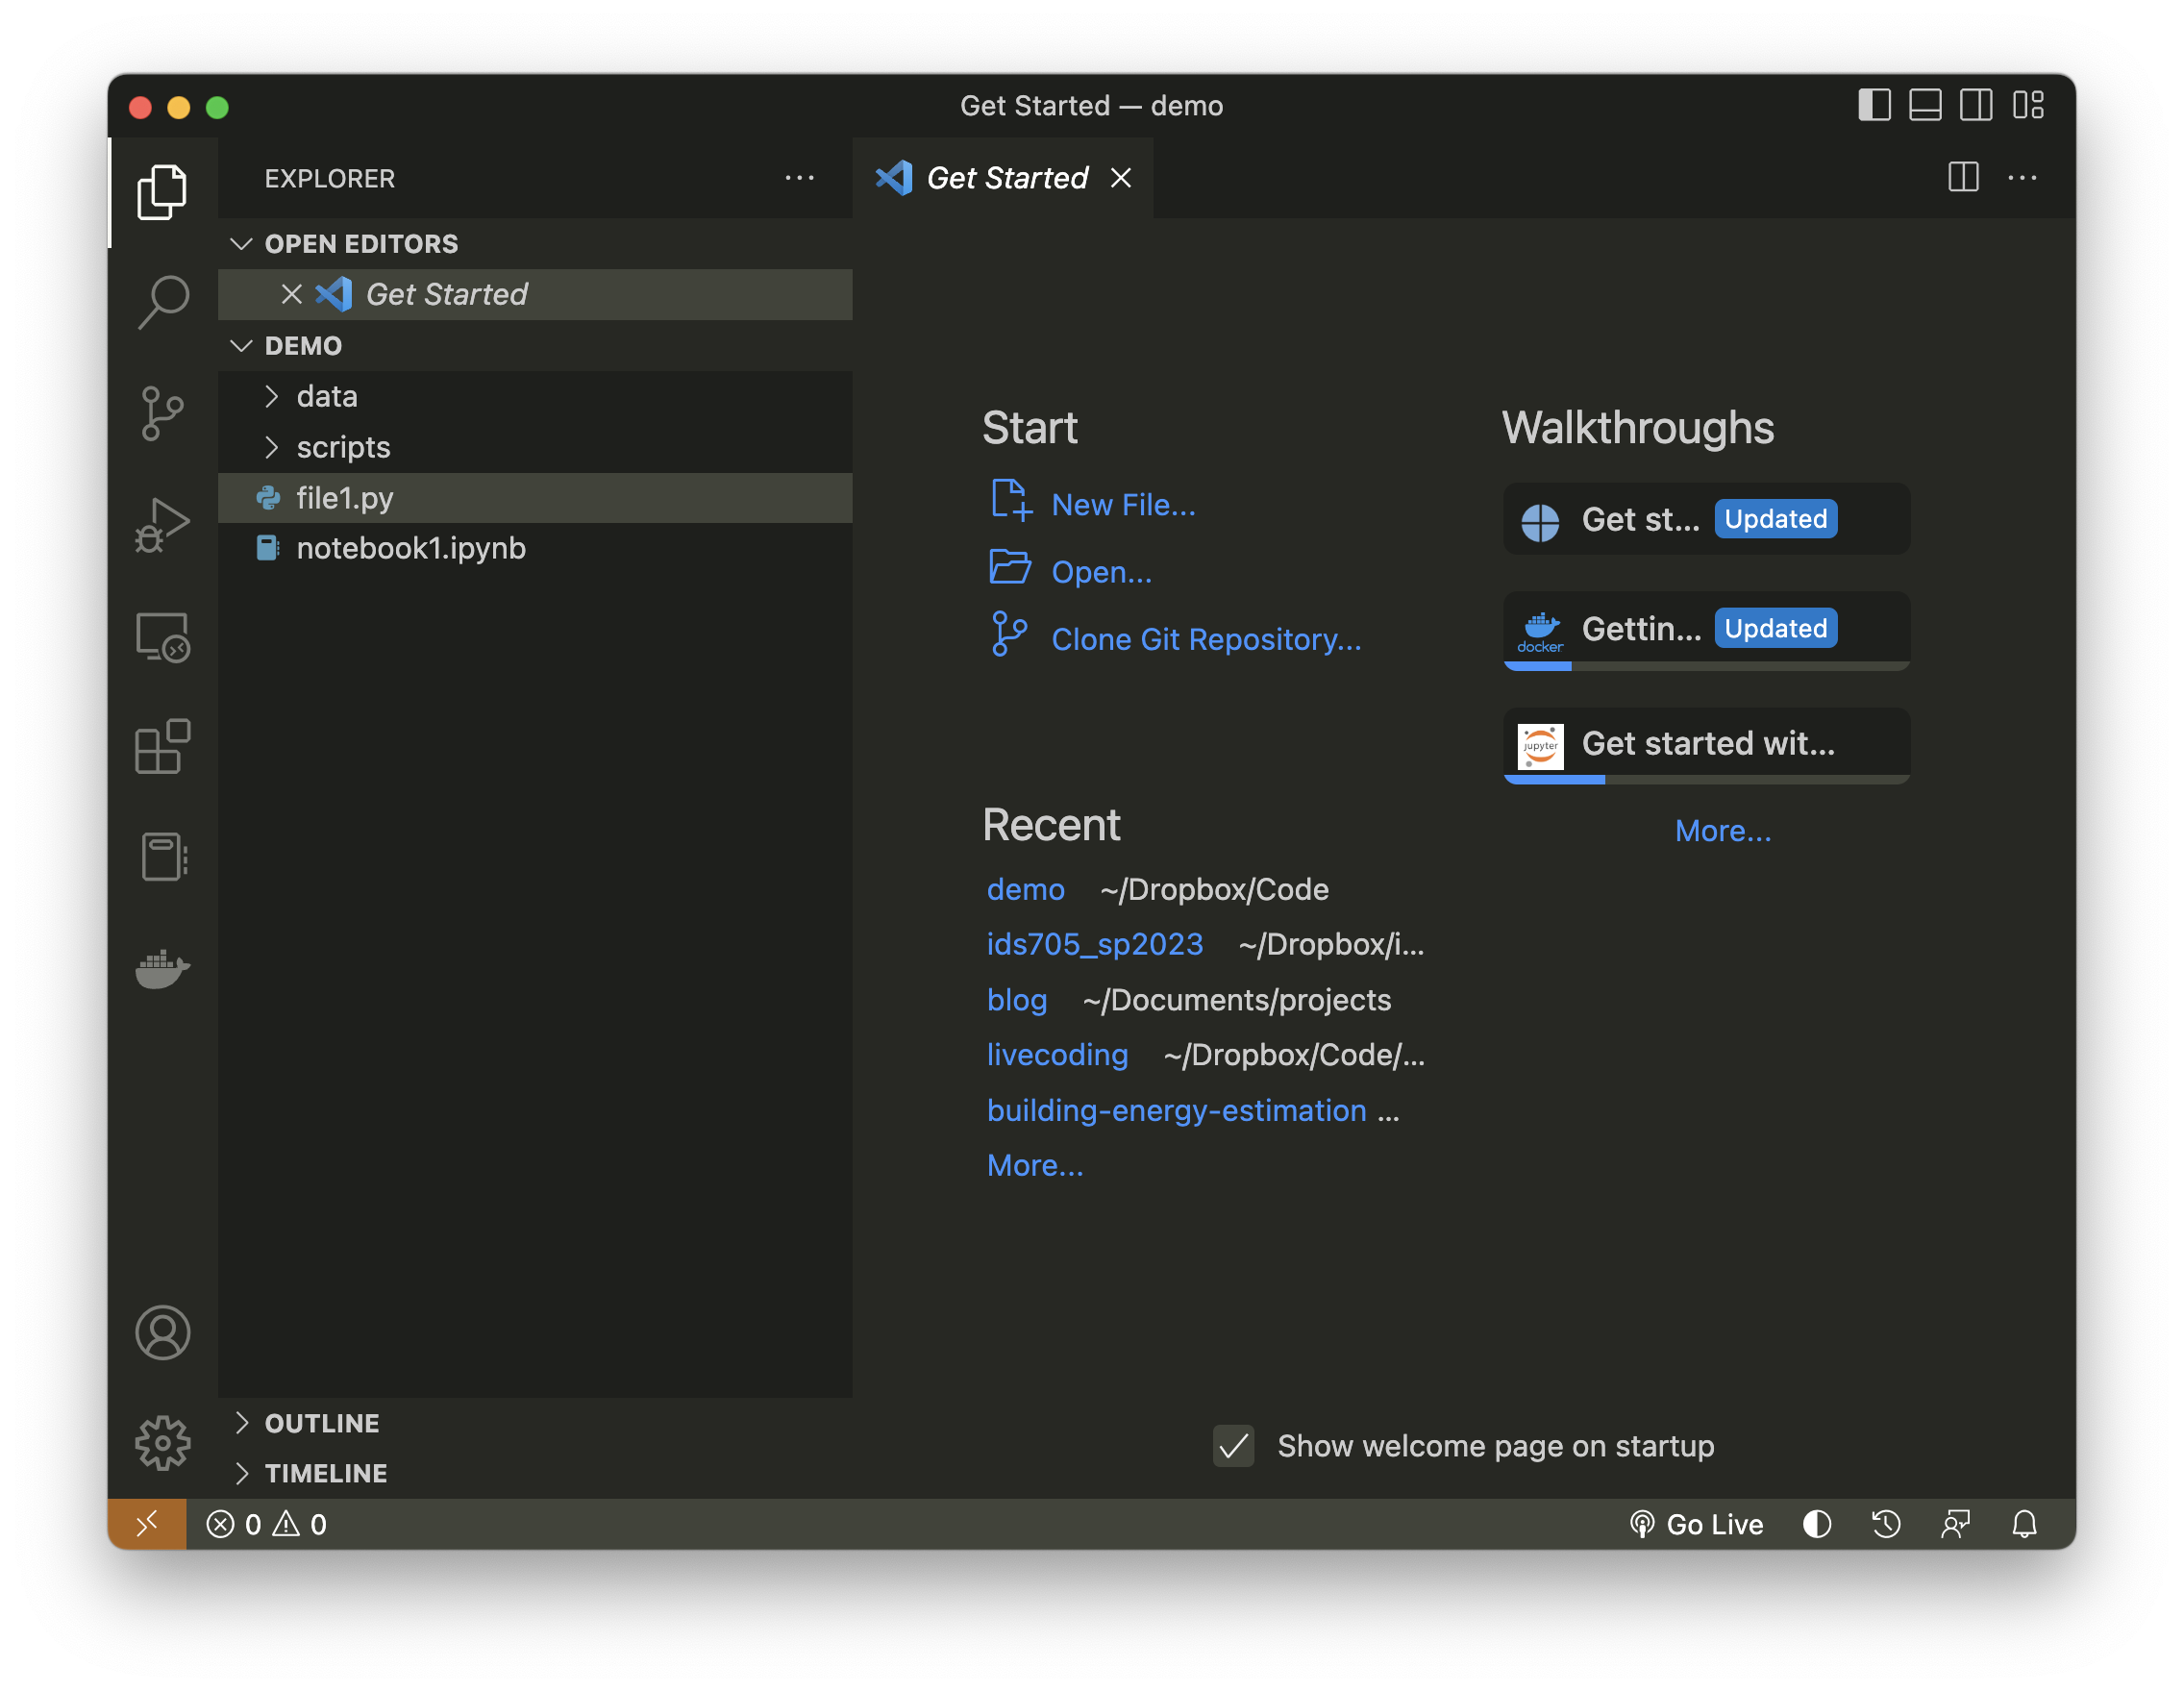 Get Started — demo
EXPLORER
Get Started
OPEN EDITORS
Get Started
DEMO
data
scripts
file1.py
notebook1.ipynb
OUTLINE
TIMELINE
Start
New File...
Open...
Clone Git Repository...
Recent
demo ~/Dropbox/Code
ids705_sp2023 ~/Dropbox/i...
blog ~/Documents/projects
livecoding ~/Dropbox/Code/...
building-energy-estimation ...
More...
Walkthroughs
Get st... Updated
docker
Gettin... Updated
jupyter
Get started wit...
More...
Show welcome page on startup
0 0
Go Live